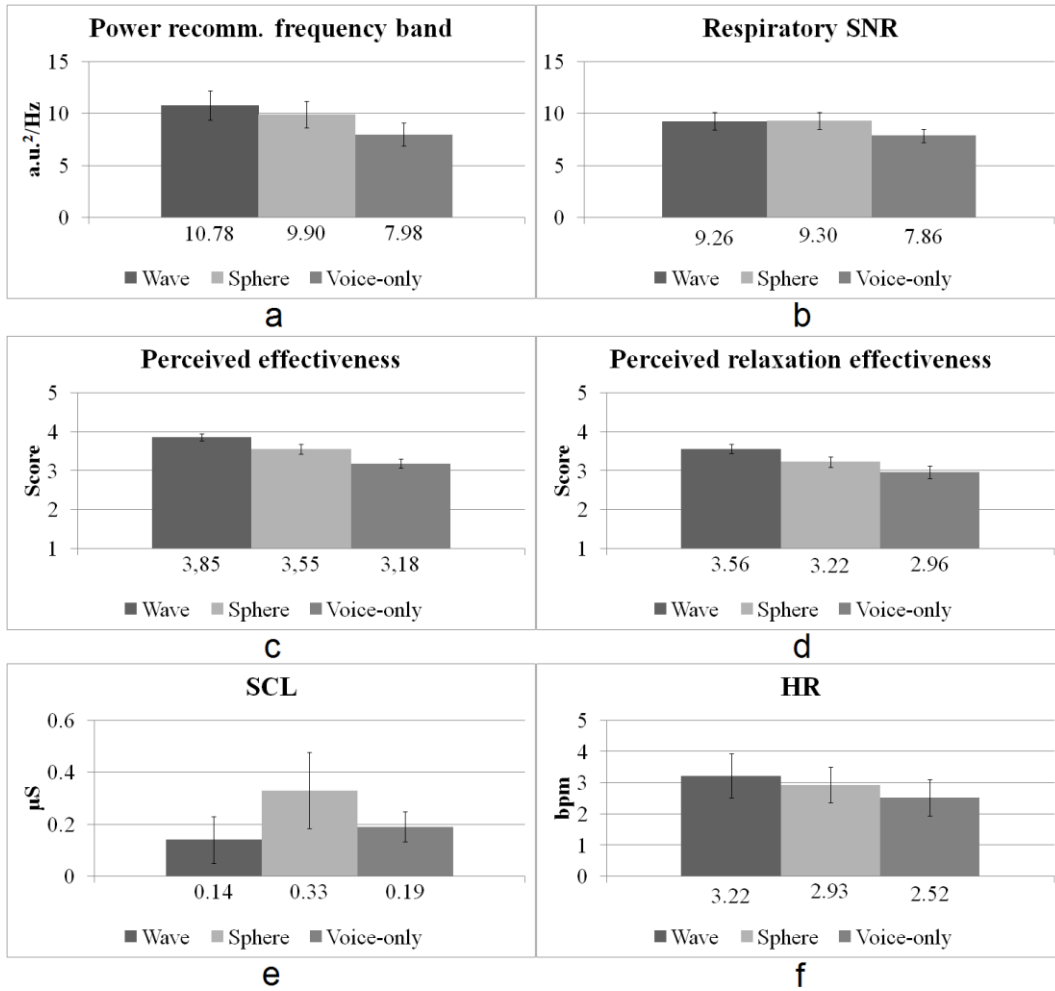 Power recomm. frequency band
15
10
5
0
a.u.²/Hz
10.78 9.90 7.98
Wave Sphere Voice-only
a
Respiratory SNR
15
10
5
0
9.26 9.30 7.86
Wave Sphere Voice-only
b
Perceived effectiveness
5
4
3
2
1
Score
3,85 3,55 3,18
Wave Sphere Voice-only
c
Perceived relaxation effectiveness
5
4
3
2
1
Score
3.56 3.22 2.96
Wave Sphere Voice-only
d
SCL
0.6
0.4
0.2
0
µS
0.14 0.33 0.19
Wave Sphere Voice-only
e
HR
5
4
3
2
1
0
bpm
3.22 2.93 2.52
Wave Sphere Voice-only
f